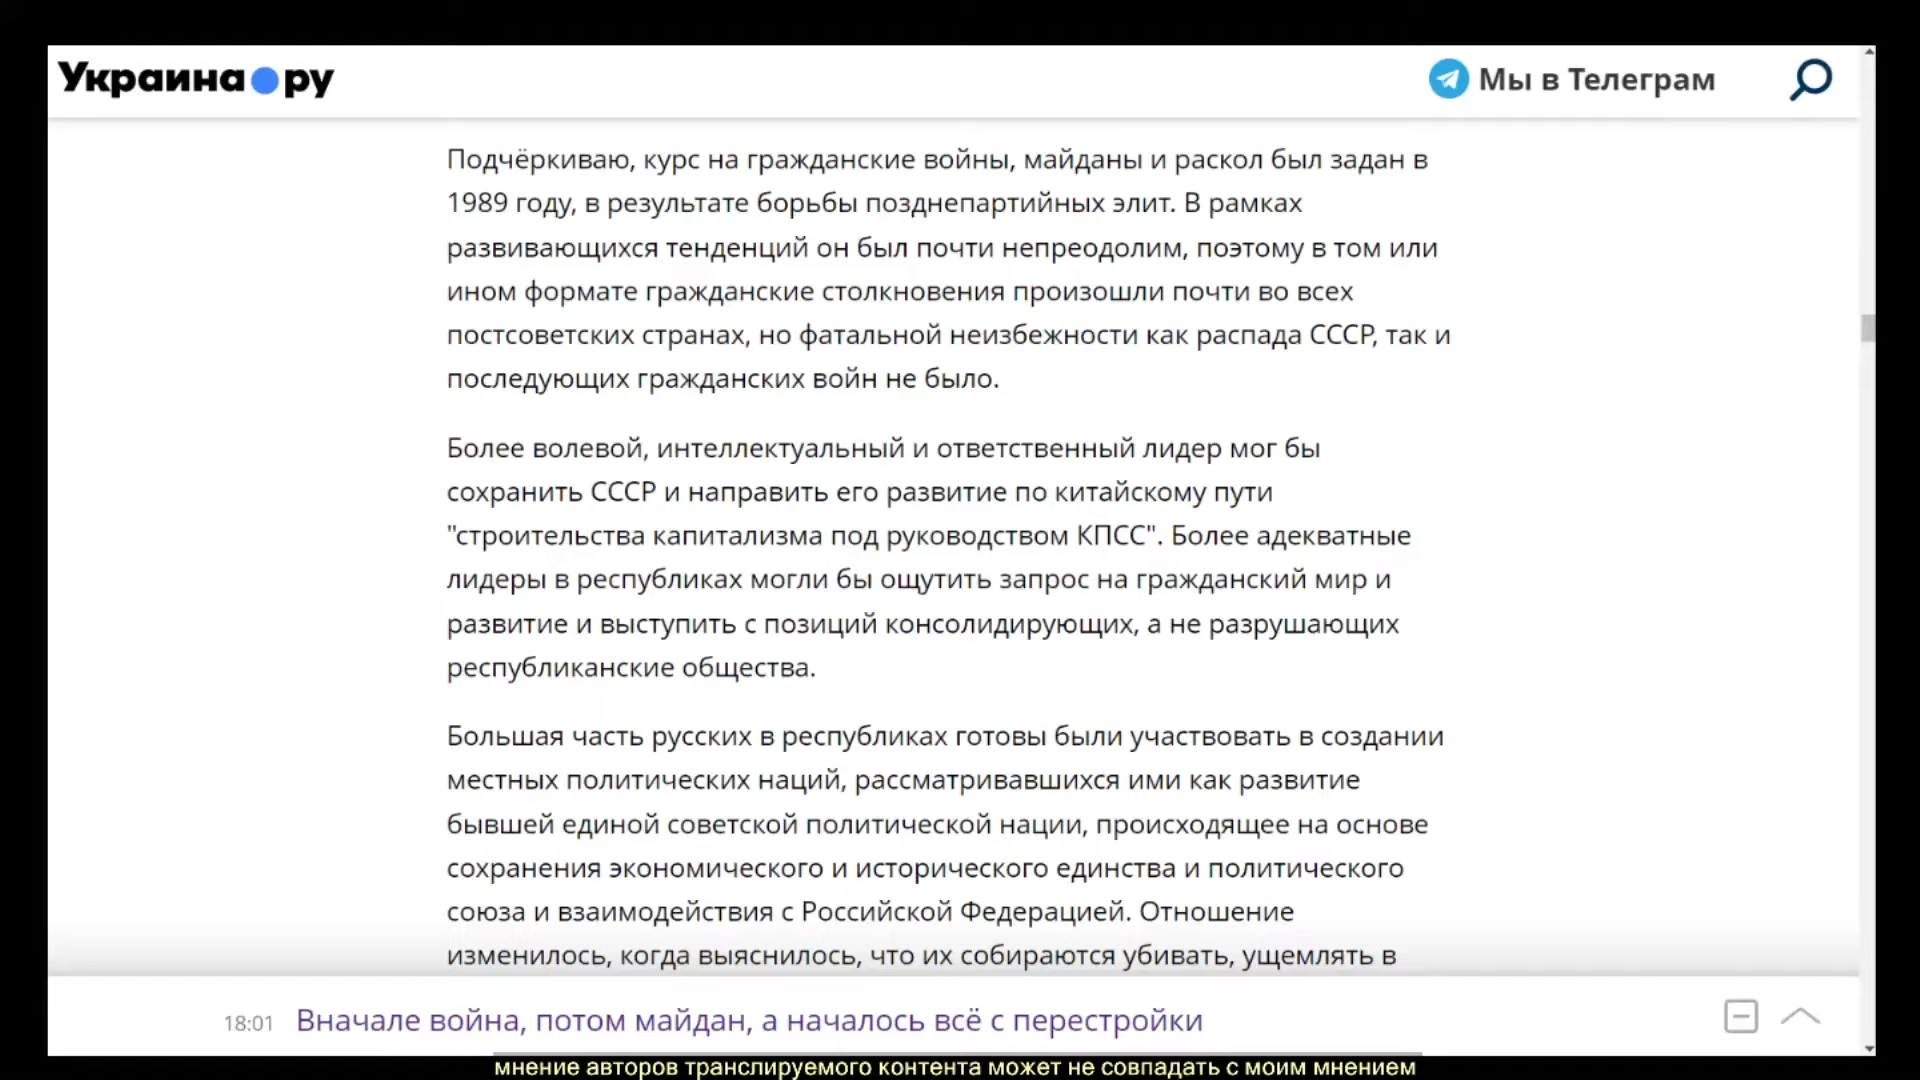 Украина ру
Мы в Телеграм
Подчёркиваю, курс на гражданские войны, майданы и раскол был задан в
1989 году, в результате борьбы позднепартийных элит. В рамках
развивающихся тенденций он был почти непреодолим, поэтому в том или
ином формате гражданские столкновения произошли почти во всех
постсоветских странах, но фатальной неизбежности как распада СССР, так и
последующих гражданских войн не было.
Более волевой, интеллектуальный и ответственный лидер мог бы
сохранить СССР и направить его развитие по китайскому пути
"строительства капитализма под руководством КПСС". Более адекватные
лидеры в республиках могли бы ощутить запрос на гражданский мир и
развитие и выступить с позиций консолидирующих, а не разрушающих
республиканские общества.
Большая часть русских в республиках готовы были участвовать в создании
местных политических наций, рассматривавшихся ими как развитие
бывшей единой советской политической нации, происходящее на основе
сохранения экономического и исторического единства и политического
союза и взаимодействия с Российской Федерацией. Отношение
изменилось, когда выяснилось, что их собираются убивать, ущемлять в
18:01 Вначале война, потом майдан, а началось всё с перестройки
мнение авторов транслируемого контента может не совпадать с моим мнением